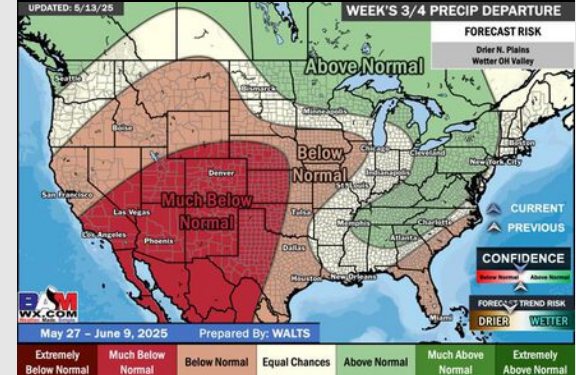 UPDATED: 5/13/25
WEEK'S 3/4 PRECIP DEPARTURE
FORECAST RISK
Drier N. Plains
Wetter OH Valley
Above Normal
Seattle
Bismarck
Minneapolis
Boise
Boston
Chicago
Cleveland
New York City
Below
Normal
Indianapolis
Denver
St. Louis
San Francisco
Much Below
Normal
Las Vegas
Tulsa
Memphis
Charlotte
CURRENT
Los Angeles
Phoenix
Atlanta
PREVIOUS
Dallas
CONFIDENCE
Below Normal
Above Normal
Houston
New Orleans
BAM
WX.COM
Weather Made Simple
FORECAST TREND RISK
DRIER
WETTER
Miami
May 27 – June 9, 2025
Prepared By: WALTS
Extremely
Below Normal
Much Below
Normal
Below Normal
Equal Chances
Above Normal
Much Above
Normal
Extremely
Above Normal